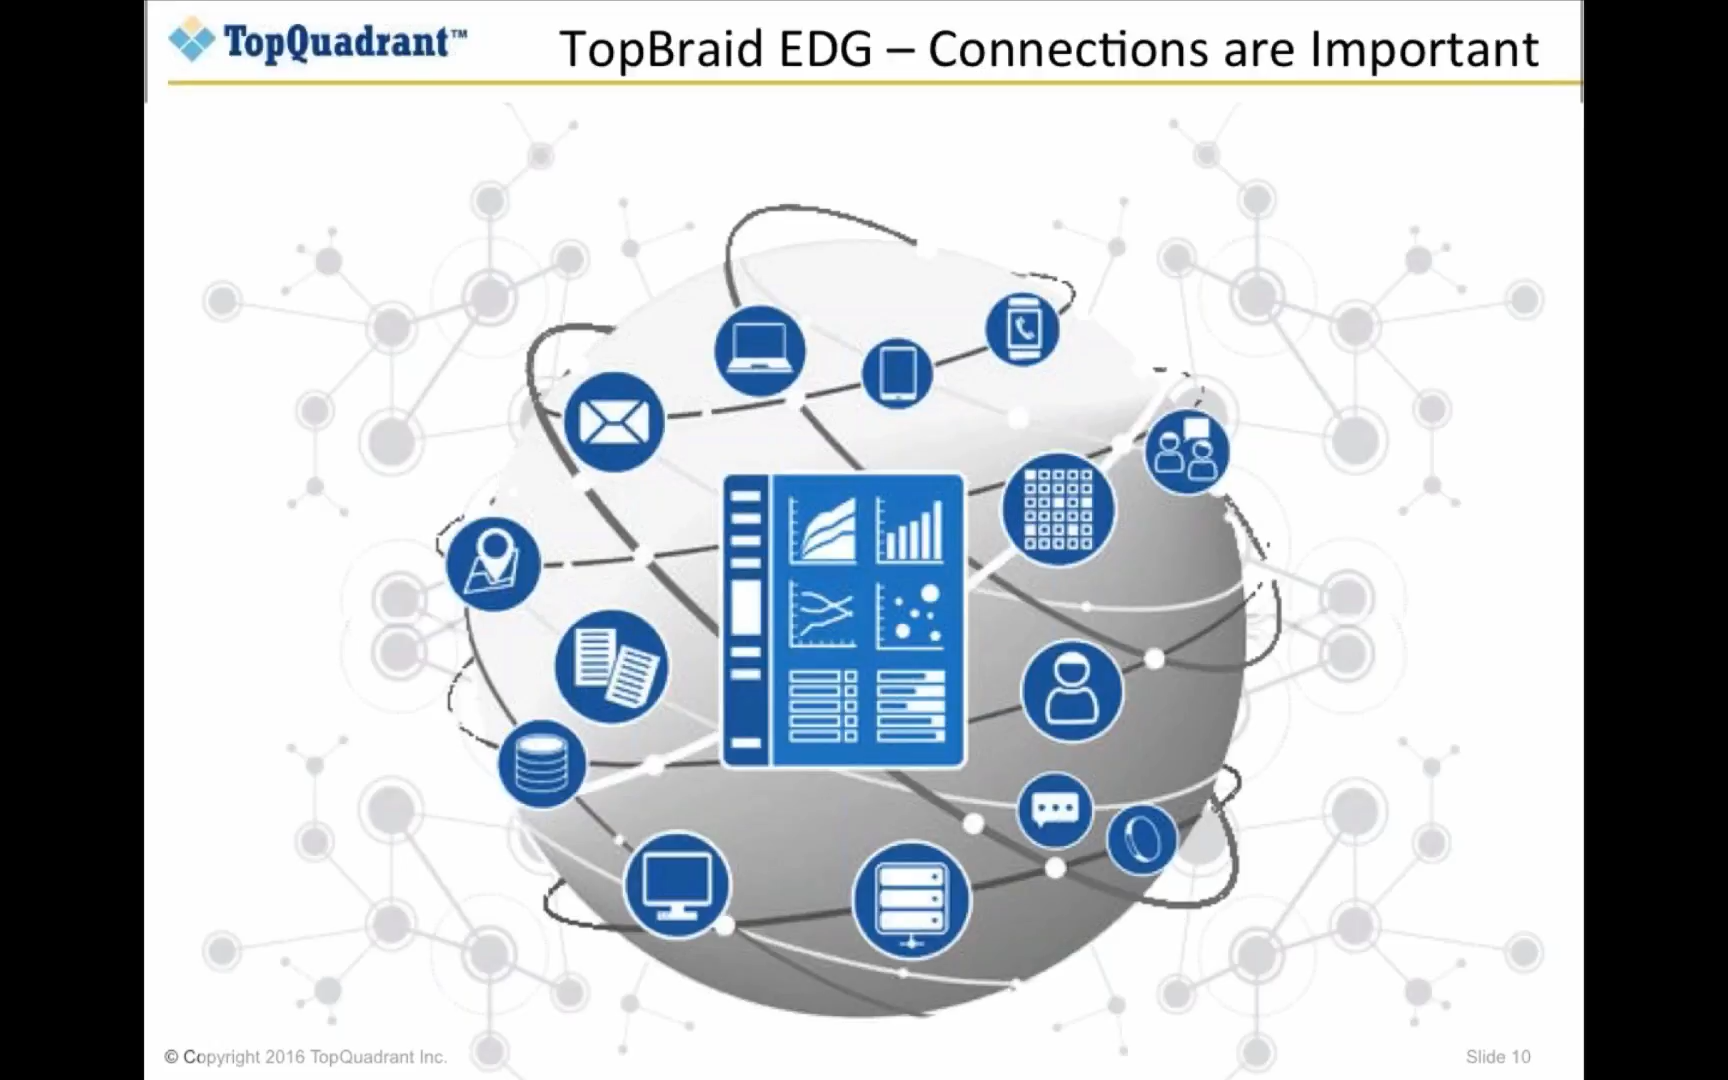 TopQuadrant™
TopBraid EDG – Connections are Important
© Copyright 2016 TopQuadrant Inc.
Slide 10